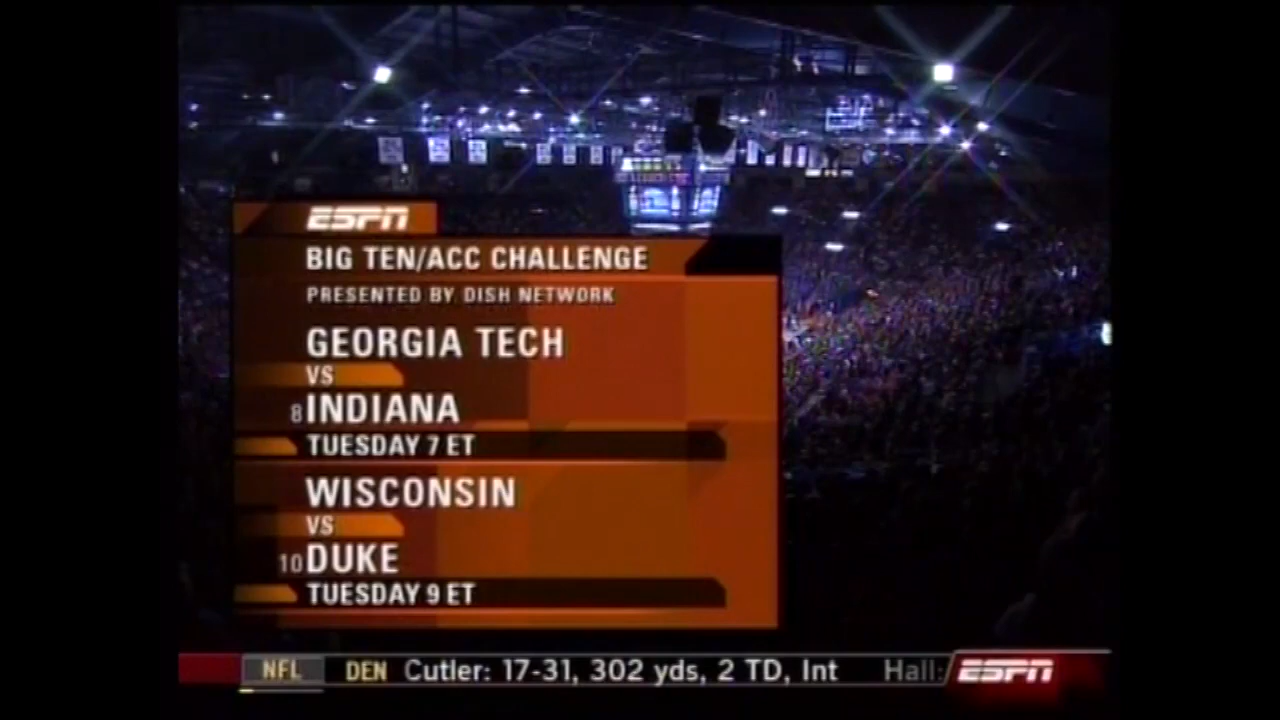 ESPN
BIG TEN/ACC CHALLENGE
PRESENTED BY DISH NETWORK
GEORGIA TECH
VS
8 INDIANA
TUESDAY 7 ET
WISCONSIN
VS
10 DUKE
TUESDAY 9 ET
NFL DEN Cutler: 17-31, 302 yds, 2 TD, Int Hall: ESPN